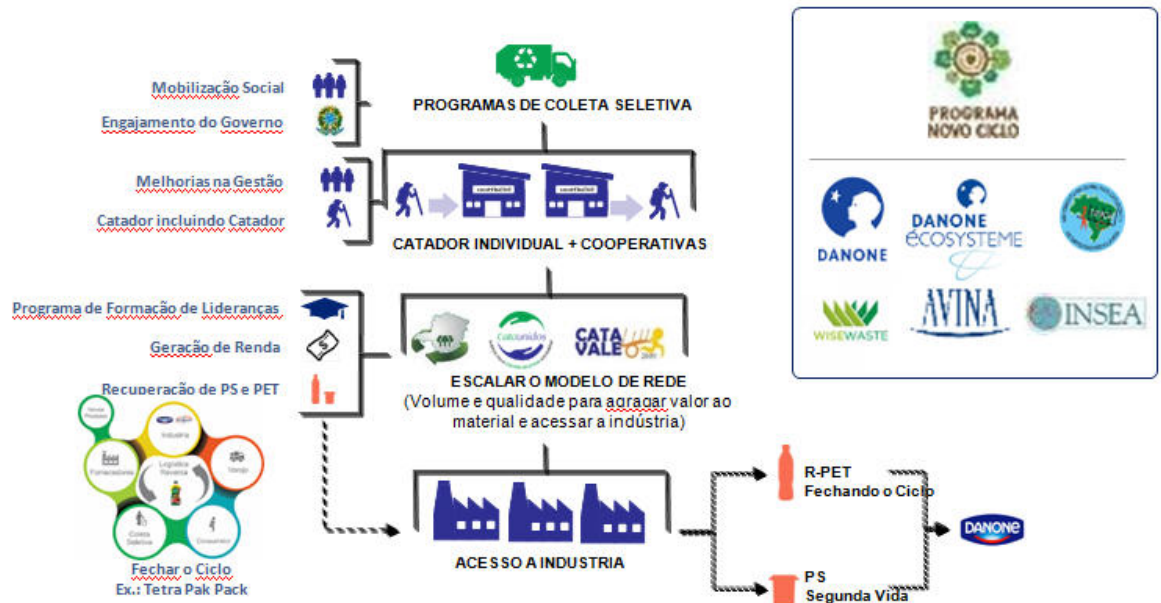 Mobilização Social
Engajamento do Governo
Melhorias na Gestão
Catador incluindo Catador
Programa de Formação de Lideranças
Geração de Renda
Recuperação de PS e PET
Indústria
Varejo
Fornecedores
Logística
Reversa
Coleta
Seletiva
Consumidor
Fechar o Ciclo
Ex.: Tetra Pak Pack
PROGRAMAS DE COLETA SELETIVA
CATADOR INDIVIDUAL + COOPERATIVAS
cataunidos
CATA
VALE
ESCALAR O MODELO DE REDE
(Volume e qualidade para agragar valor ao
material e acessar a indústria)
ACESSO A INDUSTRIA
R-PET
Fechando o Ciclo
PS
Segunda Vida
DANONE
PROGRAMA
NOVO CICLO
DANONE
DANONE
ÉCOSYSTEME
WISEWASTE
AVINA
INSEA